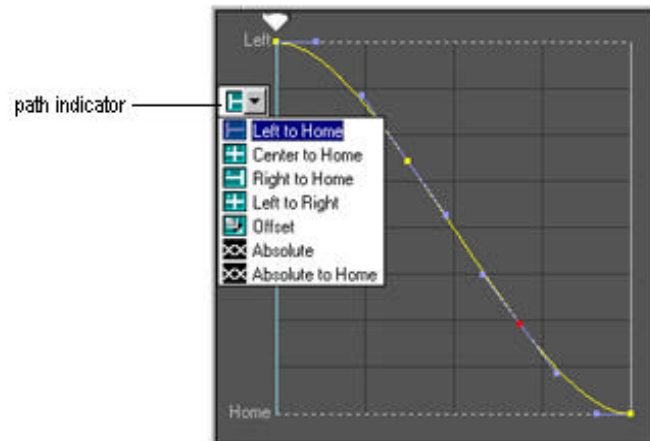 Left
path indicator
Left to Home
Center to Home
Right to Home
Left to Right
Offset
Absolute
Absolute to Home
Home